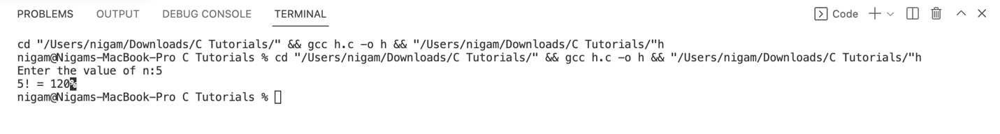 PROBLEMS OUTPUT DEBUG CONSOLE TERMINAL Code
cd "/Users/nigam/Downloads/C Tutorials/" && gcc h.c -o h && "/Users/nigam/Downloads/C Tutorials/"h
nigam@Nigams-MacBook-Pro C Tutorials % cd "/Users/nigam/Downloads/C Tutorials/" && gcc h.c -o h && "/Users/nigam/Downloads/C Tutorials/"h
Enter the value of n:5
5! = 120%
nigam@Nigams-MacBook-Pro C Tutorials %